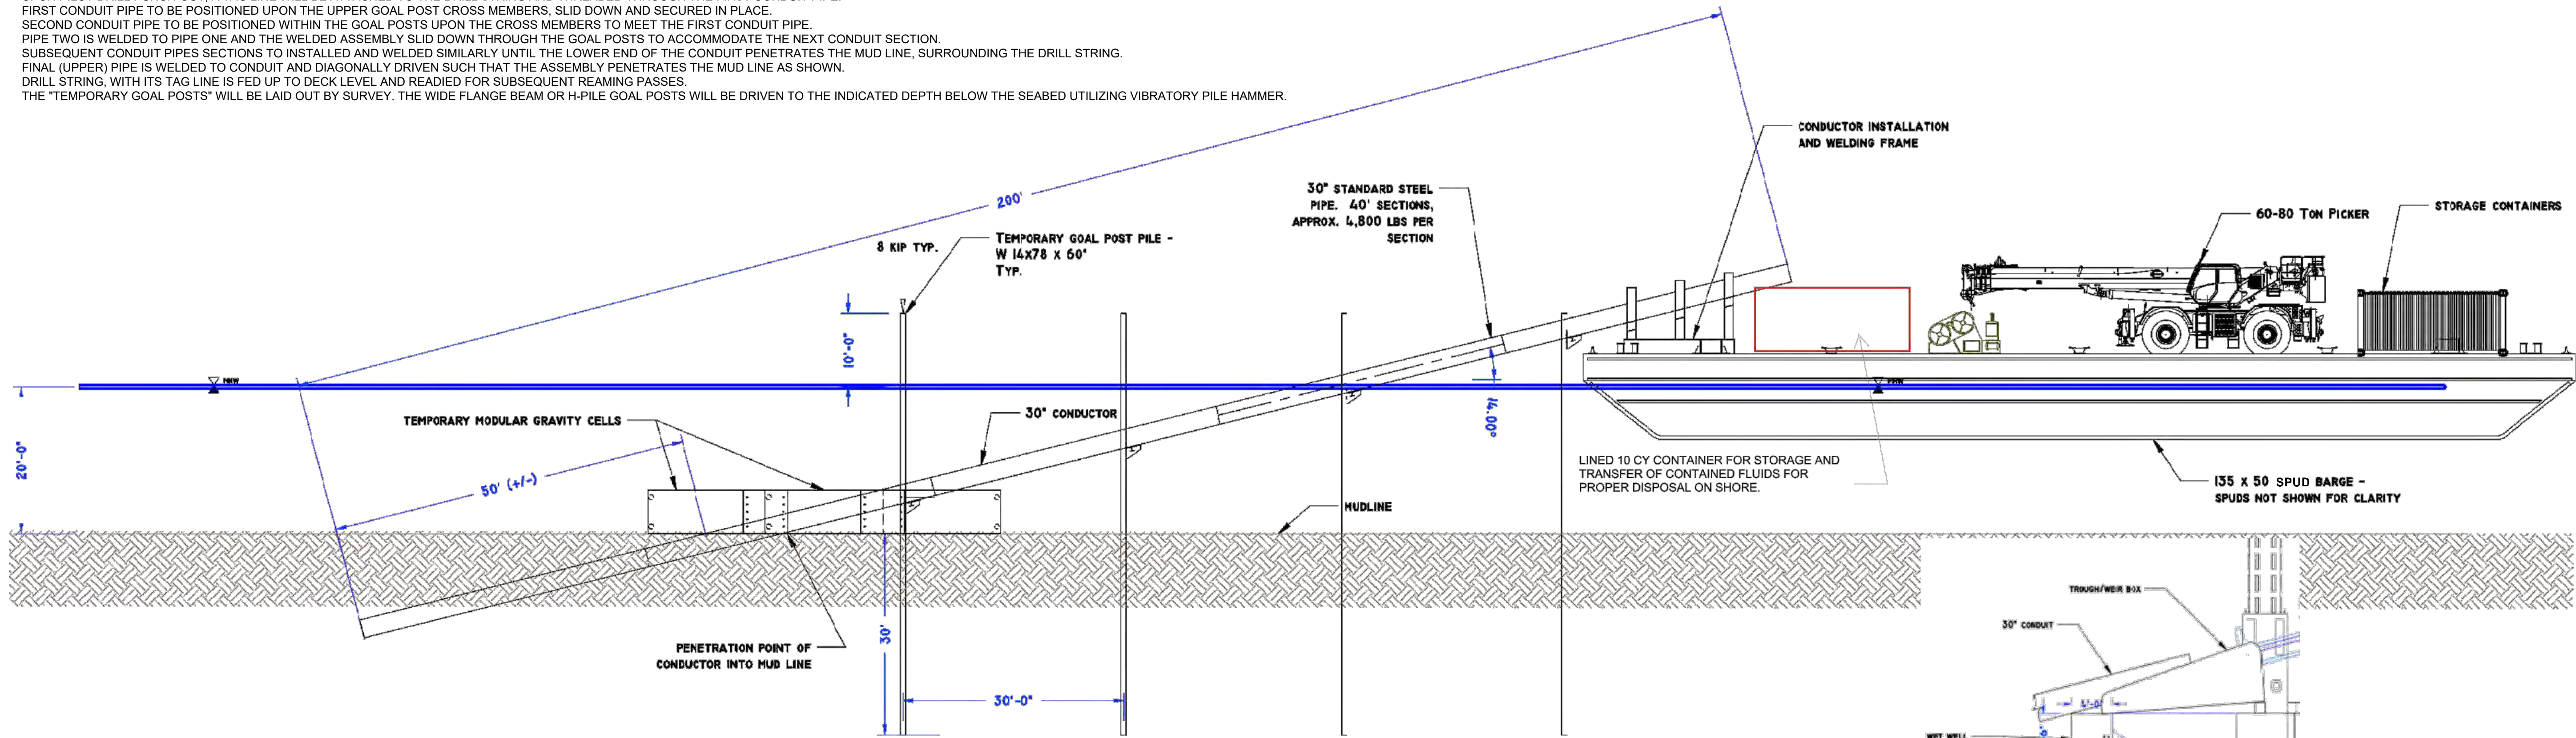 FIRST CONDUIT PIPE TO BE POSITIONED UPON THE UPPER GOAL POST CROSS MEMBERS, SLID DOWN AND SECURED IN PLACE.
SECOND CONDUIT PIPE TO BE POSITIONED WITHIN THE GOAL POSTS UPON THE CROSS MEMBERS TO MEET THE FIRST CONDUIT PIPE.
PIPE TWO IS WELDED TO PIPE ONE AND THE WELDED ASSEMBLY SLID DOWN THROUGH THE GOAL POSTS TO ACCOMMODATE THE NEXT CONDUIT SECTION.
SUBSEQUENT CONDUIT PIPES SECTIONS TO INSTALLED AND WELDED SIMILARLY UNTIL THE LOWER END OF THE CONDUIT PENETRATES THE MUD LINE, SURROUNDING THE DRILL STRING.
FINAL (UPPER) PIPE IS WELDED TO CONDUIT AND DIAGONALLY DRIVEN SUCH THAT THE ASSEMBLY PENETRATES THE MUD LINE AS SHOWN.
DRILL STRING, WITH ITS TAG LINE IS FED UP TO DECK LEVEL AND READIED FOR SUBSEQUENT REAMING PASSES.
THE "TEMPORARY GOAL POSTS" WILL BE LAID OUT BY SURVEY. THE WIDE FLANGE BEAM OR H-PILE GOAL POSTS WILL BE DRIVEN TO THE INDICATED DEPTH BELOW THE SEABED UTILIZING VIBRATORY PILE HAMMER.
CONDUCTOR INSTALLATION
AND WELDING FRAME
200'
30" STANDARD STEEL
PIPE. 40' SECTIONS,
APPROX. 4,800 LBS PER
SECTION
60-80 TON PICKER
STORAGE CONTAINERS
8 KIP TYP.
TEMPORARY GOAL POST PILE -
W 14X78 X 60'
TYP.
10'-0"
MHW
MHW
14.00°
20'-0"
TEMPORARY MODULAR GRAVITY CELLS
30" CONDUCTOR
50' (+/-)
LINED 10 CY CONTAINER FOR STORAGE AND
TRANSFER OF CONTAINED FLUIDS FOR
PROPER DISPOSAL ON SHORE.
135 X 50 SPUD BARGE -
SPUDS NOT SHOWN FOR CLARITY
MUDLINE
30'
PENETRATION POINT OF
CONDUCTOR INTO MUD LINE
30'-0"
TROUGH/WEIR BOX
30" CONDUIT
WET WELL